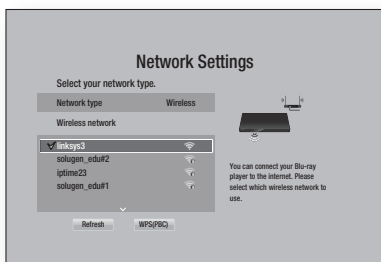 Network Settings
Select your network type.
Network type Wireless
Wireless network
linksys3
solugen_edu#2
iptime23
solugen_edu#1
You can connect your Blu-ray
player to the internet. Please
select which wireless network to
use.
Refresh WPS(PBC)